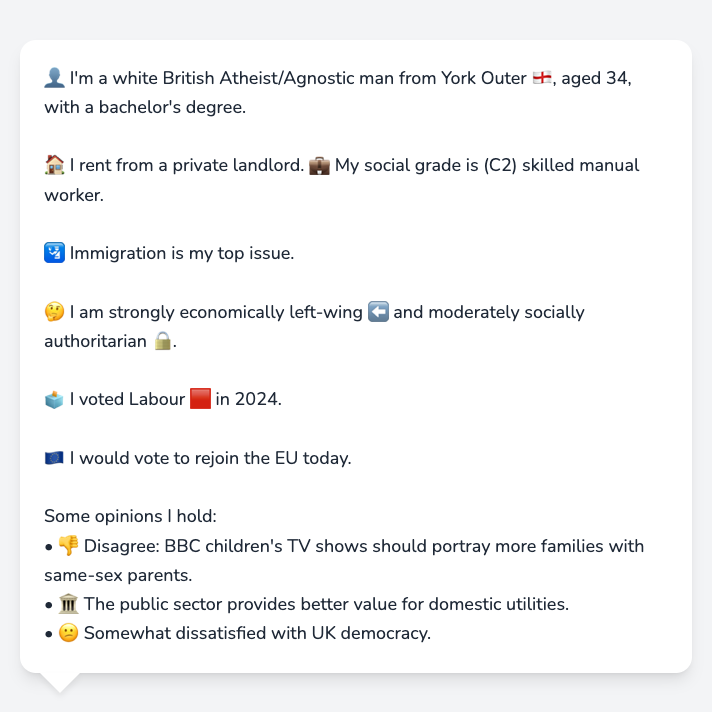 👤 I'm a white British Atheist/Agnostic man from York Outer 🏴󠁧󠁢󠁥󠁮󠁧󠁿, aged 34,
with a bachelor's degree.
🏠 I rent from a private landlord. 💼 My social grade is (C2) skilled manual
worker.
🛂 Immigration is my top issue.
🤔 I am strongly economically left-wing ⬅️ and moderately socially
authoritarian 🔒.
🗳️ I voted Labour 🟥 in 2024.
🇪🇺 I would vote to rejoin the EU today.
Some opinions I hold:
• 👎 Disagree: BBC children's TV shows should portray more families with
same-sex parents.
• 🏛️ The public sector provides better value for domestic utilities.
• 😕 Somewhat dissatisfied with UK democracy.